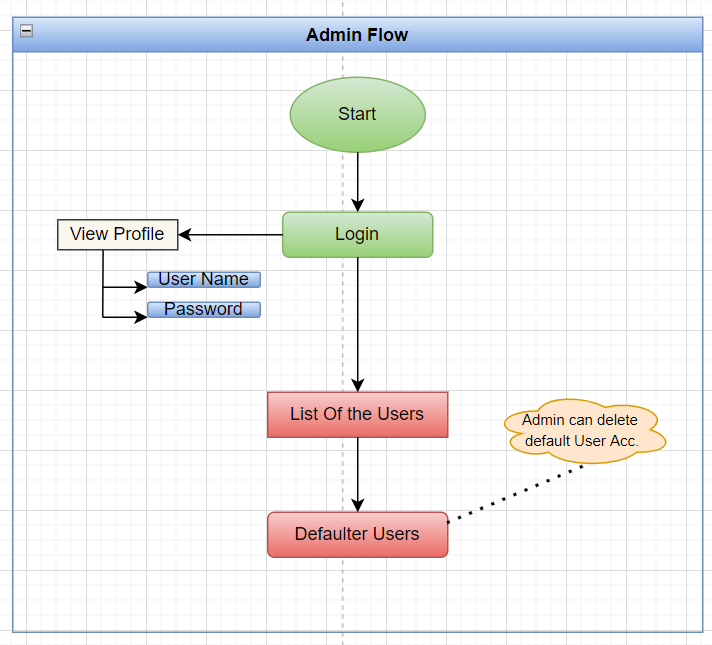 Admin Flow
Start
Login
View Profile
User Name
Password
List Of the Users
Admin can delete
default User Acc.
Defaulter Users